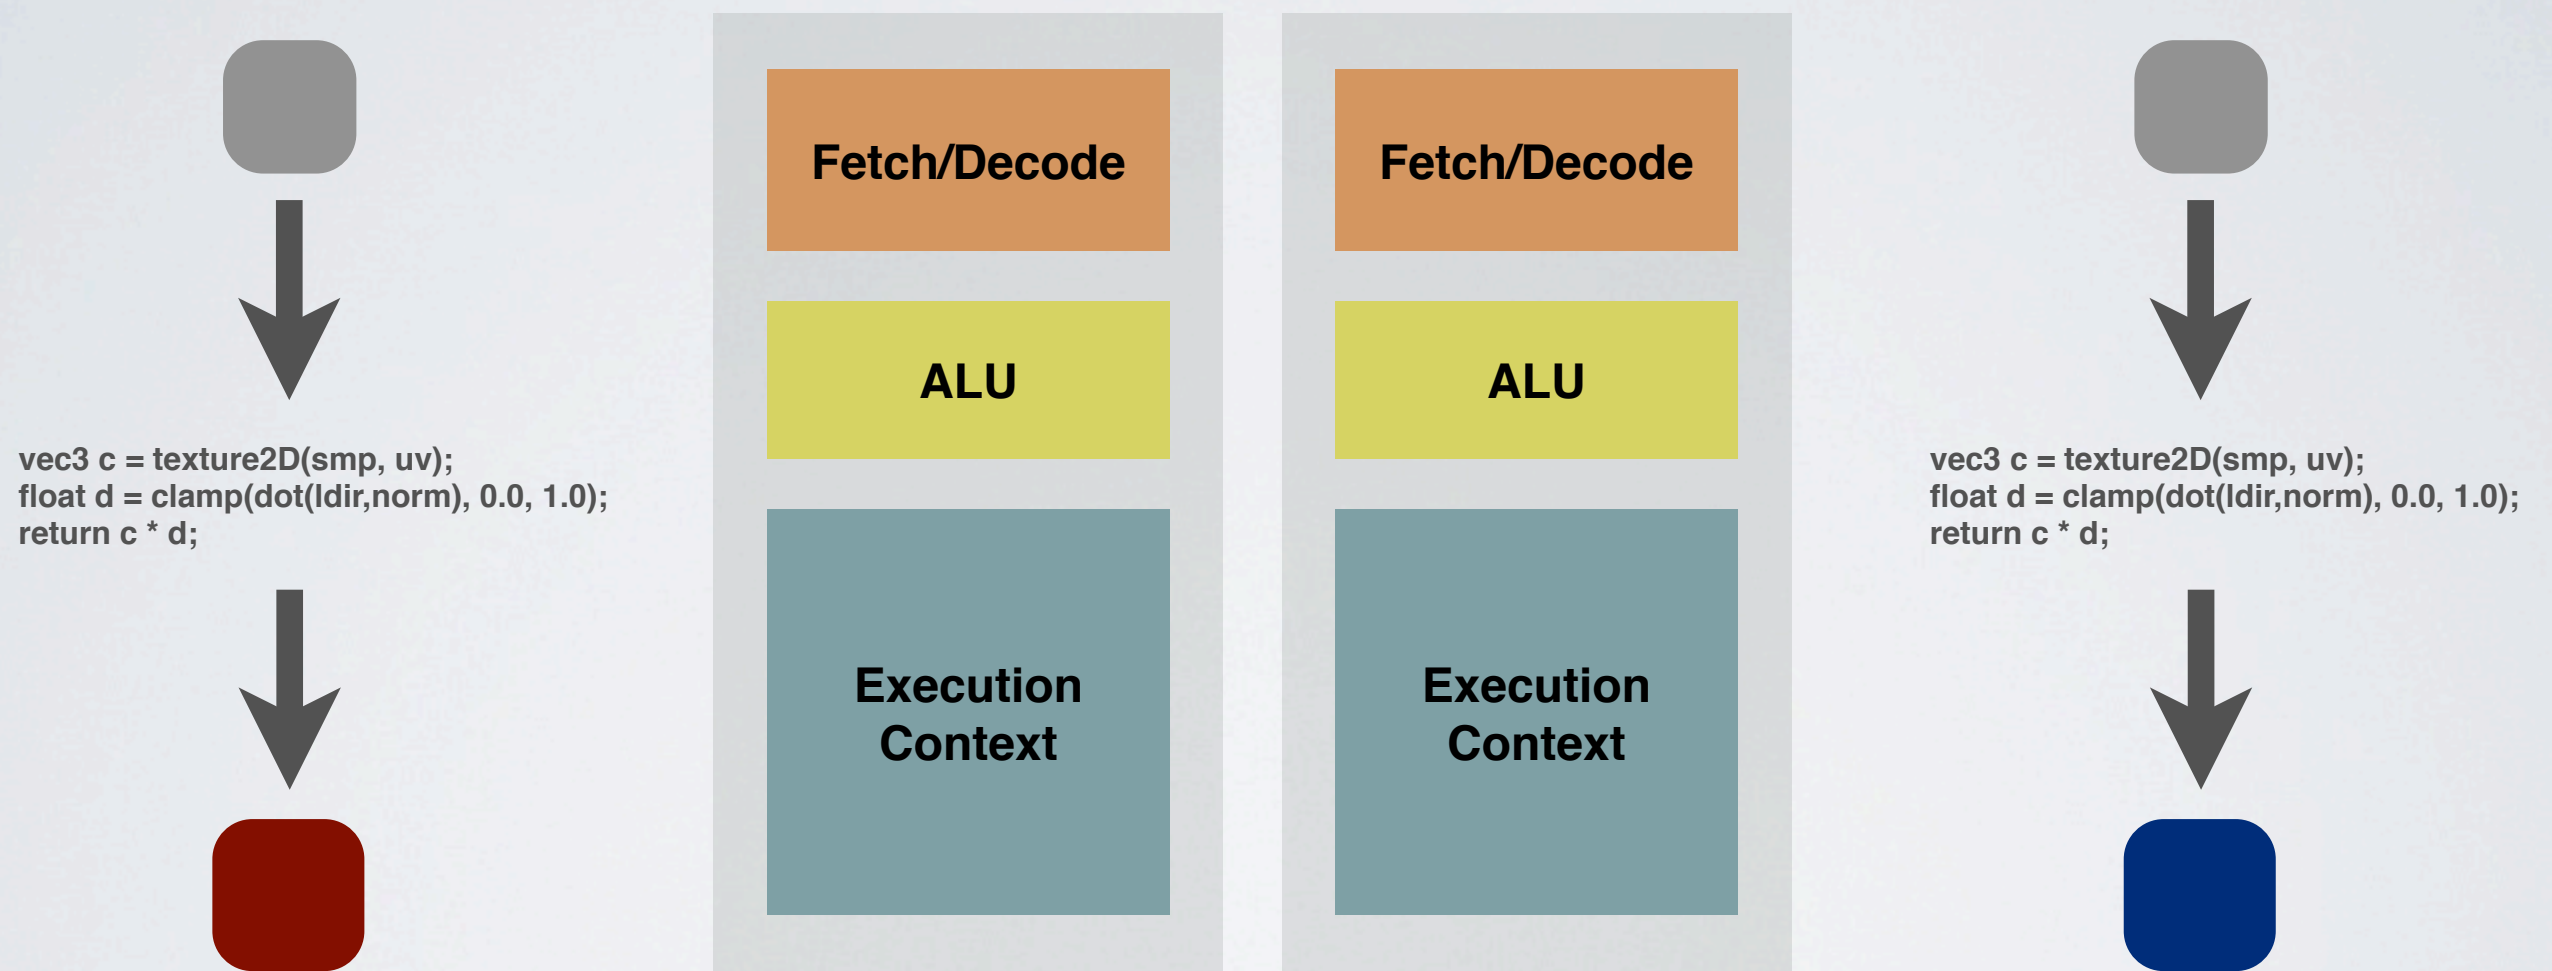 Fetch/Decode
ALU
Execution
Context
Fetch/Decode
ALU
Execution
Context
vec3 c = texture2D(smp, uv);
float d = clamp(dot(ldir,norm), 0.0, 1.0);
return c * d;
vec3 c = texture2D(smp, uv);
float d = clamp(dot(ldir,norm), 0.0, 1.0);
return c * d;